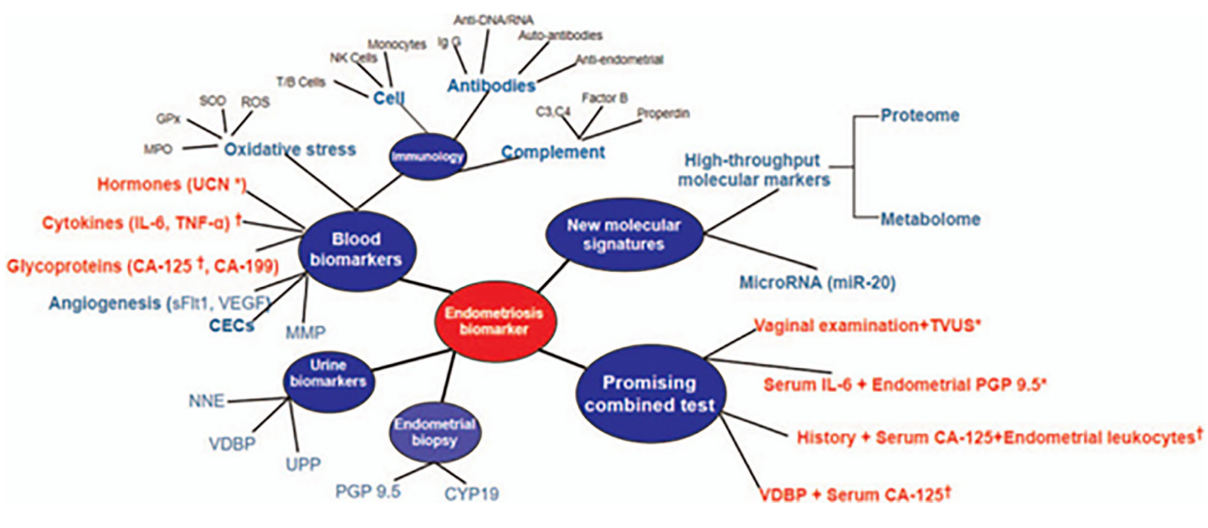 Anti-DNA/RNA
Monocytes
Ig G
Auto-antibodies
NK Cells
Anti-endometrial
T/B Cells
Cell
Antibodies
SCO
ROS
GPx
MPO
Oxidative stress
Immunology
C3,C4
Factor B
Properdin
Complement
High-throughput
molecular markers
Proteome
Metabolome
Hormones (UCN *)
Cytokines (IL-6, TNF-α) †
Glycoproteins (CA-125 †, CA-199)
Angiogenesis (sFlt1, VEGF)
CECs
MMP
Blood
biomarkers
New molecular
signatures
MicroRNA (miR-20)
Endometriosis
biomarker
Vaginal examination+TVUS*
Serum IL-6 + Endometrial PGP 9.5*
History + Serum CA-125+Endometrial leukocytes†
VDBP + Serum CA-125†
Promising
combined test
Urine
biomarkers
NNE
VDBP
UPP
Endometrial
biopsy
PGP 9.5
CYP19